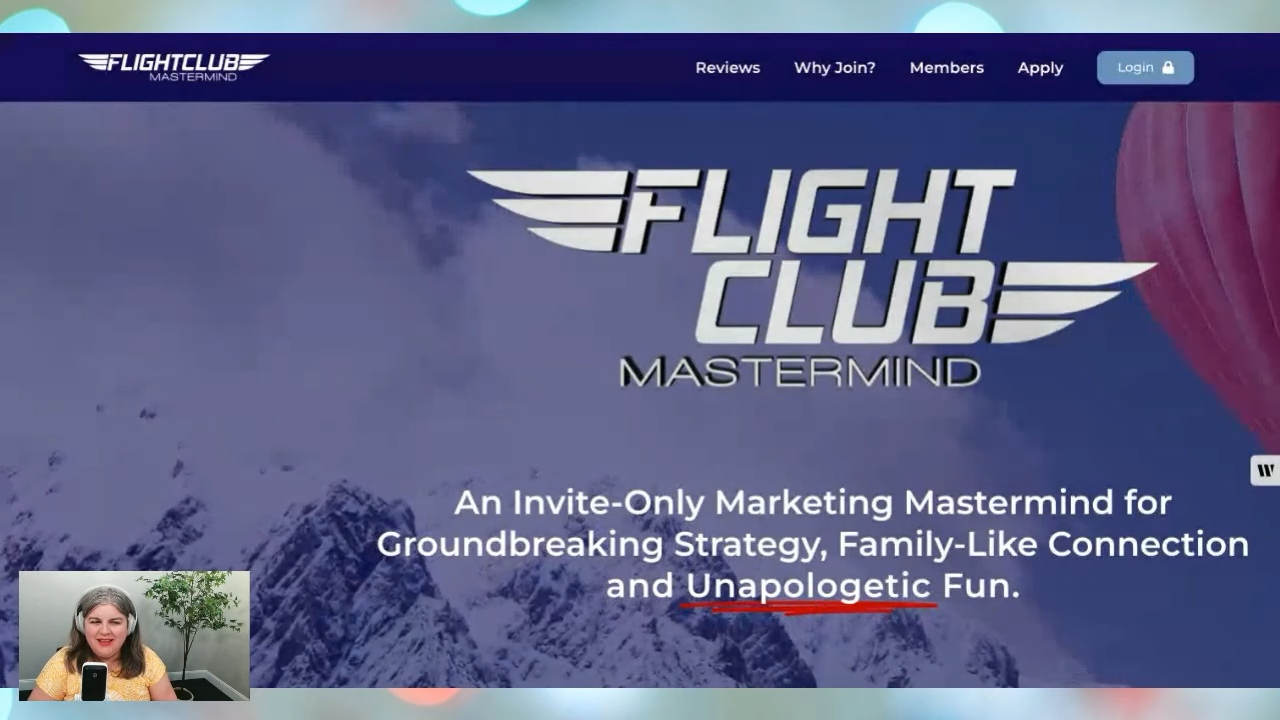 FLIGHTCLUB
MASTERMIND
Reviews
Why Join?
Members
Apply
Login
FLIGHT
CLUB
MASTERMIND
W
An Invite-Only Marketing Mastermind for
Groundbreaking Strategy, Family-Like Connection
and Unapologetic Fun.